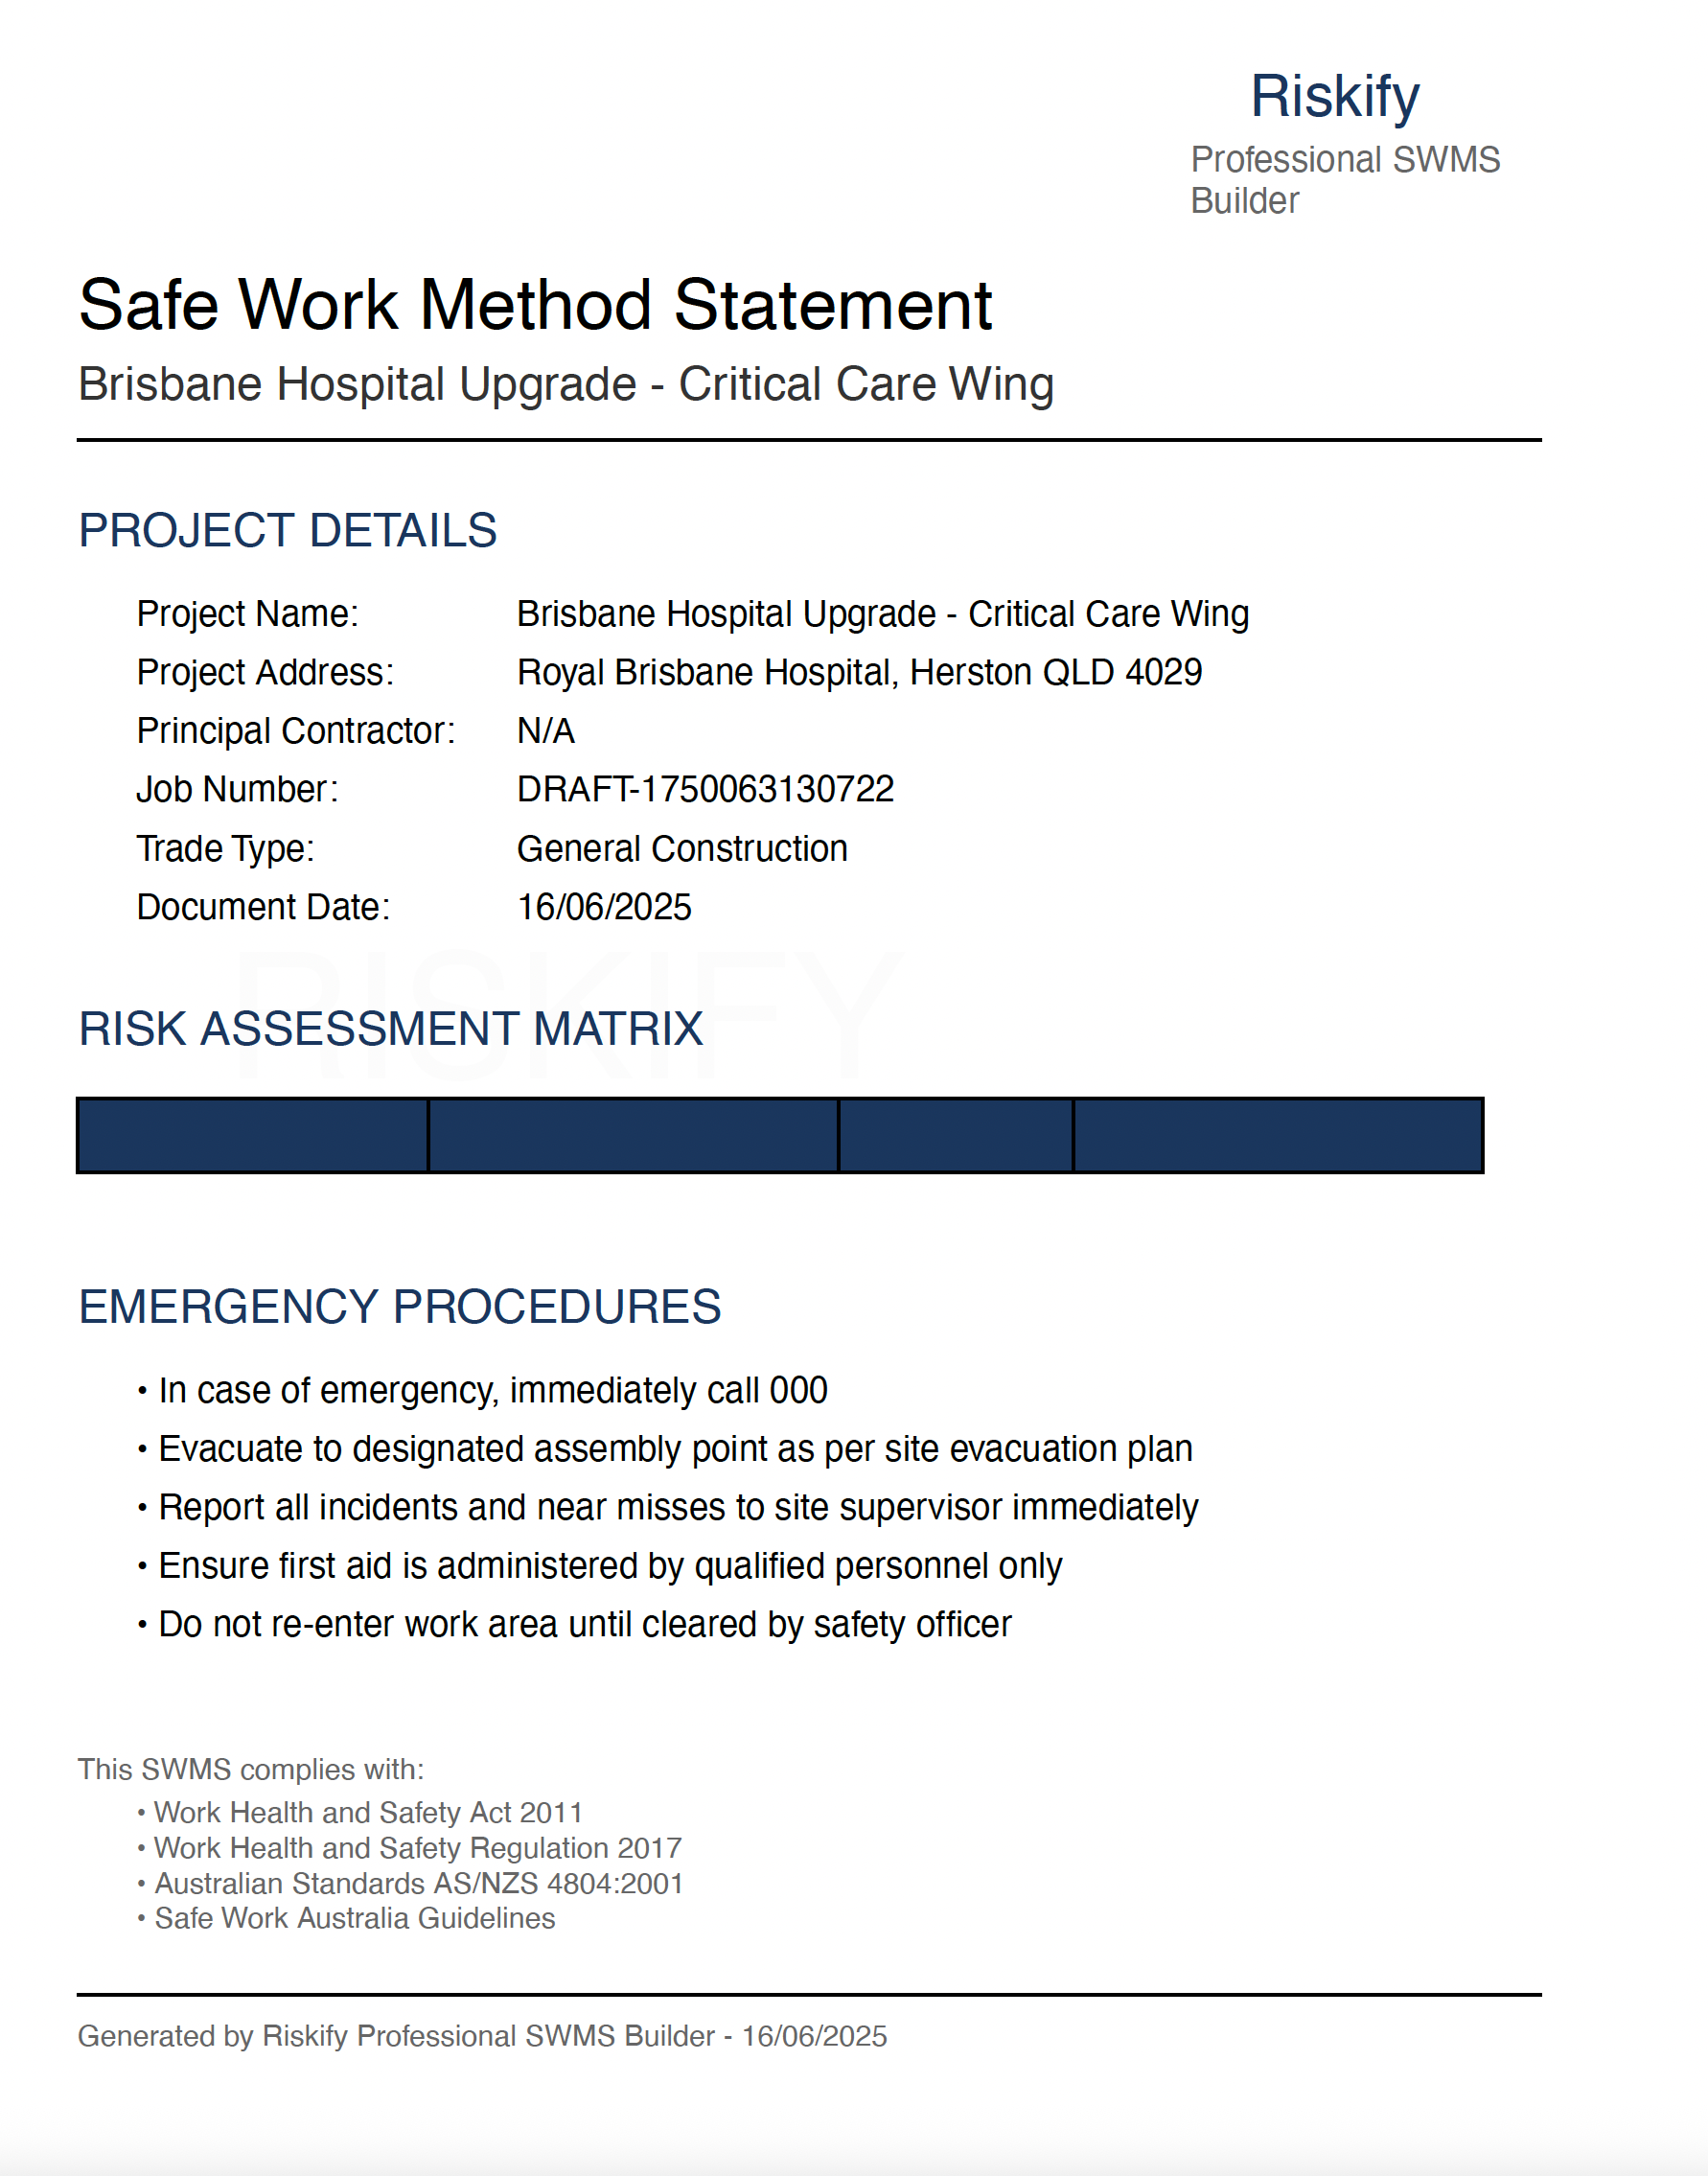 Riskify
Professional SWMS
Builder
Safe Work Method Statement
Brisbane Hospital Upgrade - Critical Care Wing
PROJECT DETAILS
Project Name: Brisbane Hospital Upgrade - Critical Care Wing
Project Address: Royal Brisbane Hospital, Herston QLD 4029
Principal Contractor: N/A
Job Number: DRAFT-1750063130722
Trade Type: General Construction
Document Date: 16/06/2025
RISKIFY
RISK ASSESSMENT MATRIX
EMERGENCY PROCEDURES
• In case of emergency, immediately call 000
• Evacuate to designated assembly point as per site evacuation plan
• Report all incidents and near misses to site supervisor immediately
• Ensure first aid is administered by qualified personnel only
• Do not re-enter work area until cleared by safety officer
This SWMS complies with:
• Work Health and Safety Act 2011
• Work Health and Safety Regulation 2017
• Australian Standards AS/NZS 4804:2001
• Safe Work Australia Guidelines
Generated by Riskify Professional SWMS Builder - 16/06/2025